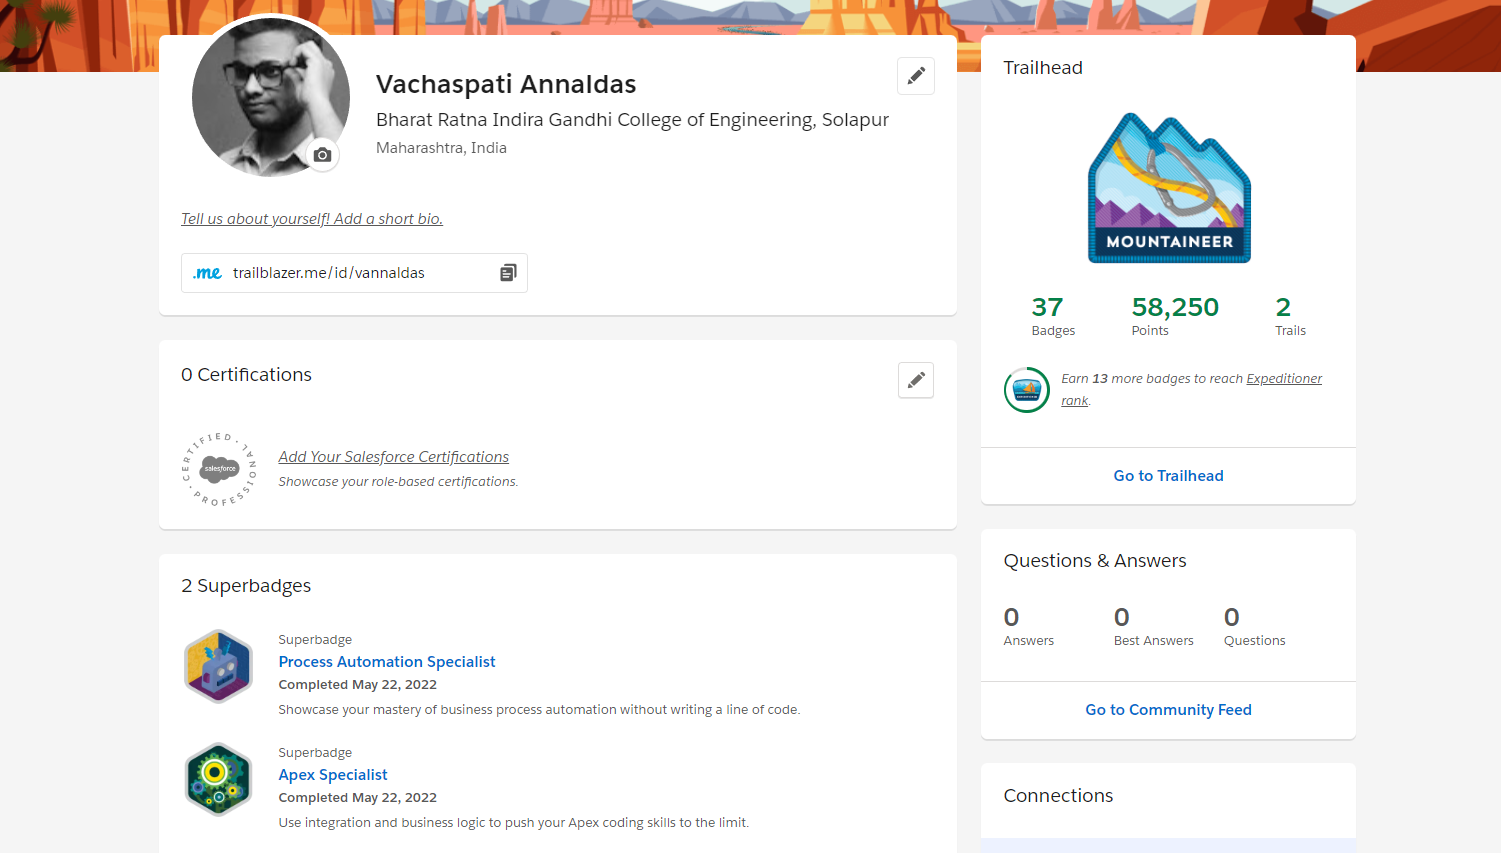 Vachaspati Annaldas
Bharat Ratna Indira Gandhi College of Engineering, Solapur
Maharashtra, India
Tell us about yourself! Add a short bio.
.me trailblazer.me/id/vannaldas
0 Certifications
CERTIFIED · PROFESSIONAL ·
salesforce
Add Your Salesforce Certifications
Showcase your role-based certifications.
2 Superbadges
Superbadge
Process Automation Specialist
Completed May 22, 2022
Showcase your mastery of business process automation without writing a line of code.
Superbadge
Apex Specialist
Completed May 22, 2022
Use integration and business logic to push your Apex coding skills to the limit.
Trailhead
MOUNTAINEER
37 58,250 2
Badges Points Trails
Earn 13 more badges to reach Expeditioner
rank.
Go to Trailhead
Questions & Answers
0 0 0
Answers Best Answers Questions
Go to Community Feed
Connections